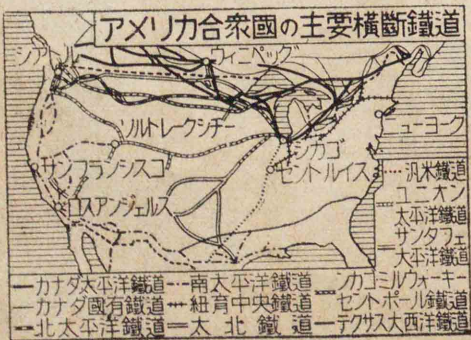 アメリカ合衆國の主要橫斷鐵道
シアトル
ウィニペッグ
ソルトレークシチー
ニューヨーク
シカゴ
サンフランシスコ
セントルイス
ロスアンジェルス
汎米鐵道
ユニオン
太平洋鐵道
サンタフェ
太平洋鐵道
カナダ太平洋鐵道
カナダ國有鐵道
北太平洋鐵道
南太平洋鐵道
紐育中央鐵道
太北鐵道
シカゴミルウォーキー
セントポール鐵道
テクサス大西洋鐵道